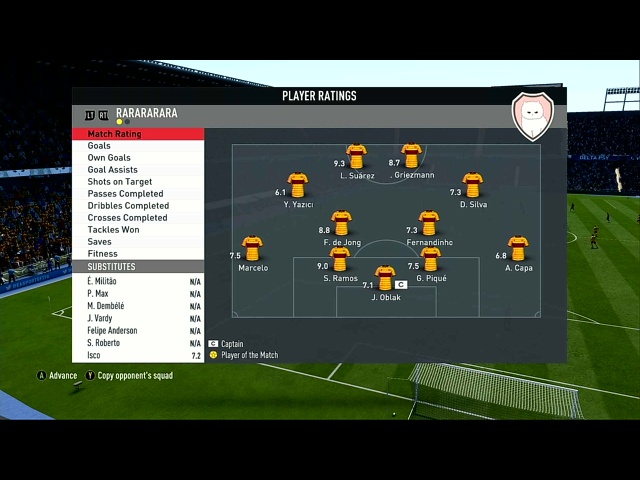 PLAYER RATINGS
LT RT RARARARARA
Match Rating
Goals
Own Goals
Goal Assists
Shots on Target
Passes Completed
Dribbles Completed
Crosses Completed
Tackles Won
Saves
Fitness
SUBSTITUTES
É. Militão N/A
P. Max N/A
M. Dembélé N/A
J. Vardy N/A
Felipe Anderson N/A
S. Roberto N/A
Isco 7.2
9.3 L. Suárez
8.7 . Griezmann
6.1 Y. Yazıcı
7.3 D. Silva
8.8 F. de Jong
7.3 Fernandinho
7.5 Marcelo
9.0 S. Ramos
7.5 G. Piqué
6.8 A. Capa
7.1 C
J. Oblak
C Captain
Player of the Match
A Advance Y Copy opponent's squad